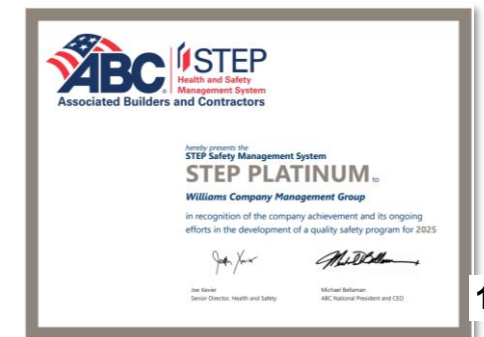 ABC
STEP
Health and Safety
Management System
Associated Builders and Contractors
hereby presents the
STEP Safety Management System
STEP PLATINUM to
Williams Company Management Group
in recognition of the company achievement and its ongoing
efforts in the development of a quality safety program for 2025
Joe Xavier
Senior Director, Health and Safety
Michael Bellaman
ABC National President and CEO
1